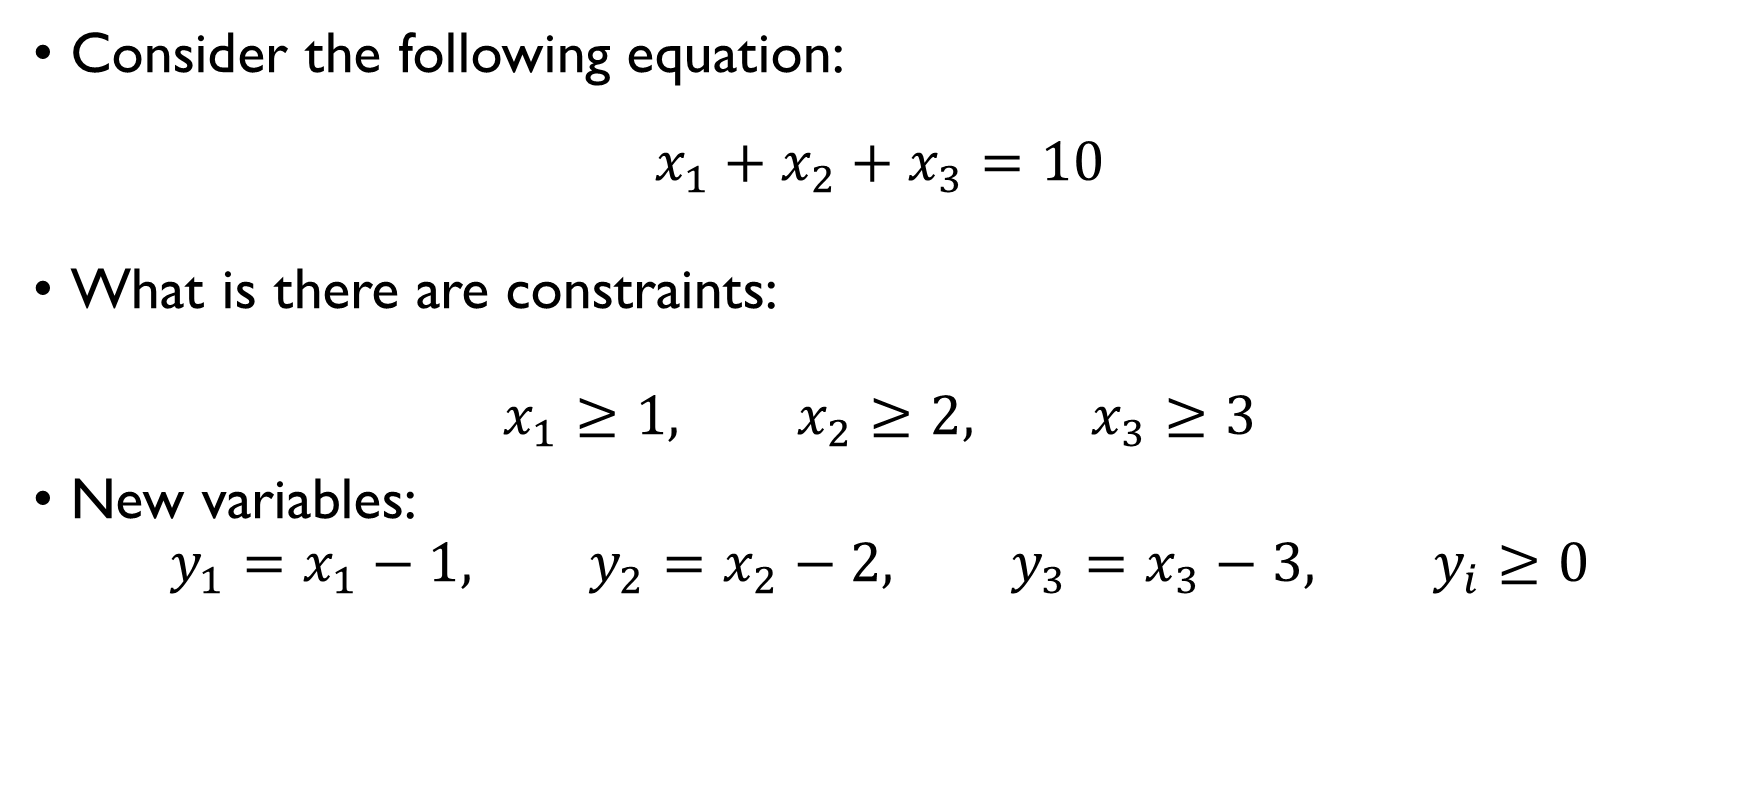 • Consider the following equation:
x₁ + x₂ + x₃ = 10
• What is there are constraints:
x₁ ≥ 1, x₂ ≥ 2, x₃ ≥ 3
• New variables:
y₁ = x₁ − 1, y₂ = x₂ − 2, y₃ = x₃ − 3, yᵢ ≥ 0